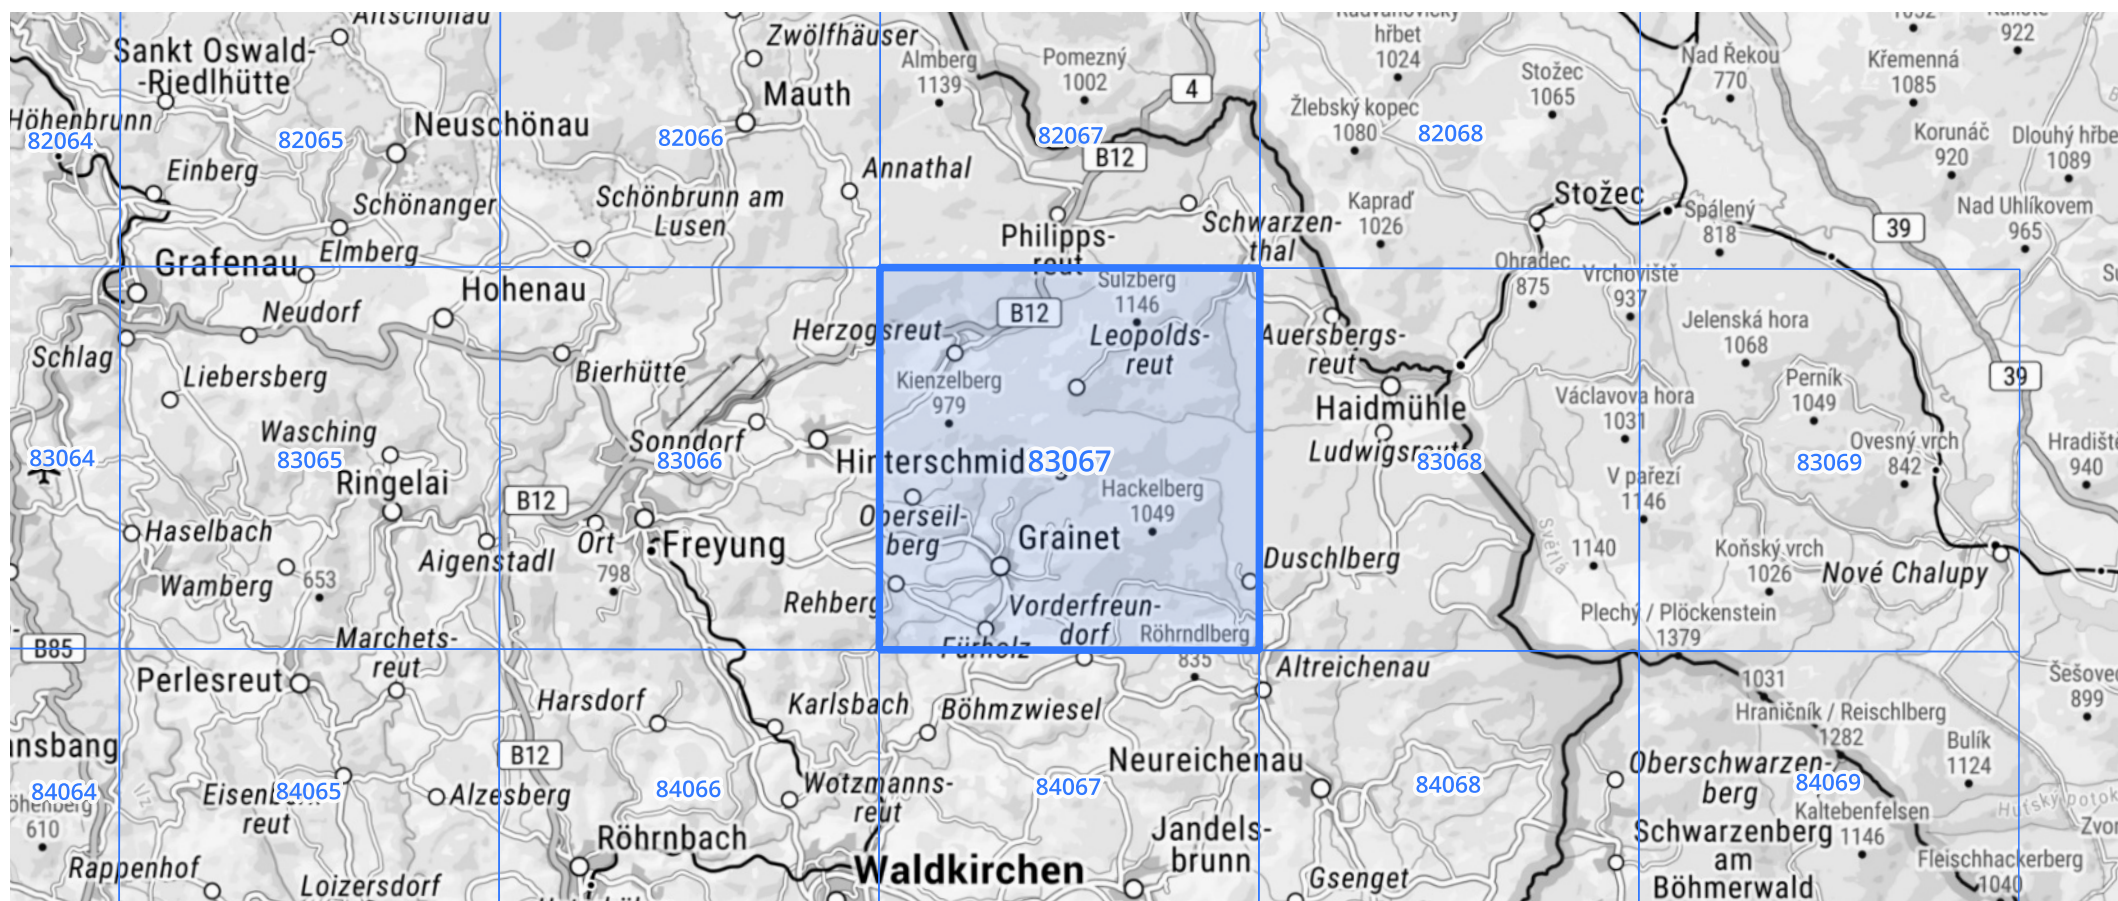 Altschönau
Sankt Oswald-
-Riedlhütte
Höhenbrunn
82064
82065
Neuschönau
Einberg
Schönanger
Elmberg
Grafenau
Zwölfhäuser
Mauth
82066
Annathal
Schönbrunn am
Lusen
Almberg
1139
Pomezný
1002
4
82067
B12
Philipps-
reut
Schwarzen-
thal
hřbet
1024
Stožec
1065
Žlebský kopec
1080
82068
Kapraď
1026
Stožec
Nad Řekou
770
Křemenná
1085
922
Korunáč
920
Dlouhý hřbe
1089
Spálený
818
Nad Uhlíkovem
965
39
Hohenau
Neudorf
Schlag
Liebersberg
Bierhütte
Wasching
83064
83065
Ringelai
B12
Haselbach
Aigenstadl
Wamberg
653
Marchets-
reut
B85
Herzogsreut
Sonndorf
83066
Hinterschmid
Ort
Freyung
798
Rehberg
B12
Sulzberg
1146
Leopolds-
reut
Kienzelberg
979
83067
Hackelberg
1049
Oberseil-
berg
Grainet
Vorderfreun-
dorf
Fürholz
Röhrndlberg
835
Auersbergs-
reut
Haidmühle
Ludwigsreut
83068
Duschlberg
Ohradec
875
Vrchoviště
937
Jelenská hora
1068
39
Václavova hora
1031
Perník
1049
Ovesný vrch
842
83069
Hradiště
940
V pařezí
1146
Světlá
1140
Koňský vrch
1026
Nové Chalupy
Plechý / Plöckenstein
1379
Perlesreut
Harsdorf
Karlsbach
Böhmzwiesel
Altreichenau
1031
Šešovec
899
ansbang
B12
Neureichenau
Hraničník / Reischlberg
1282
Bulík
1124
84064
610
84065
reut
Alzesberg
84066
Wotzmanns-
reut
84067
84068
Oberschwarzen-
berg
84069
Kaltebenfelsen
1146
Huťský potok
Röhrnbach
Jandels-
brunn
Schwarzenberg
am
Böhmerwald
Rappenhof
Loizersdorf
Waldkirchen
Gsenget
Fleischhackerberg
1040